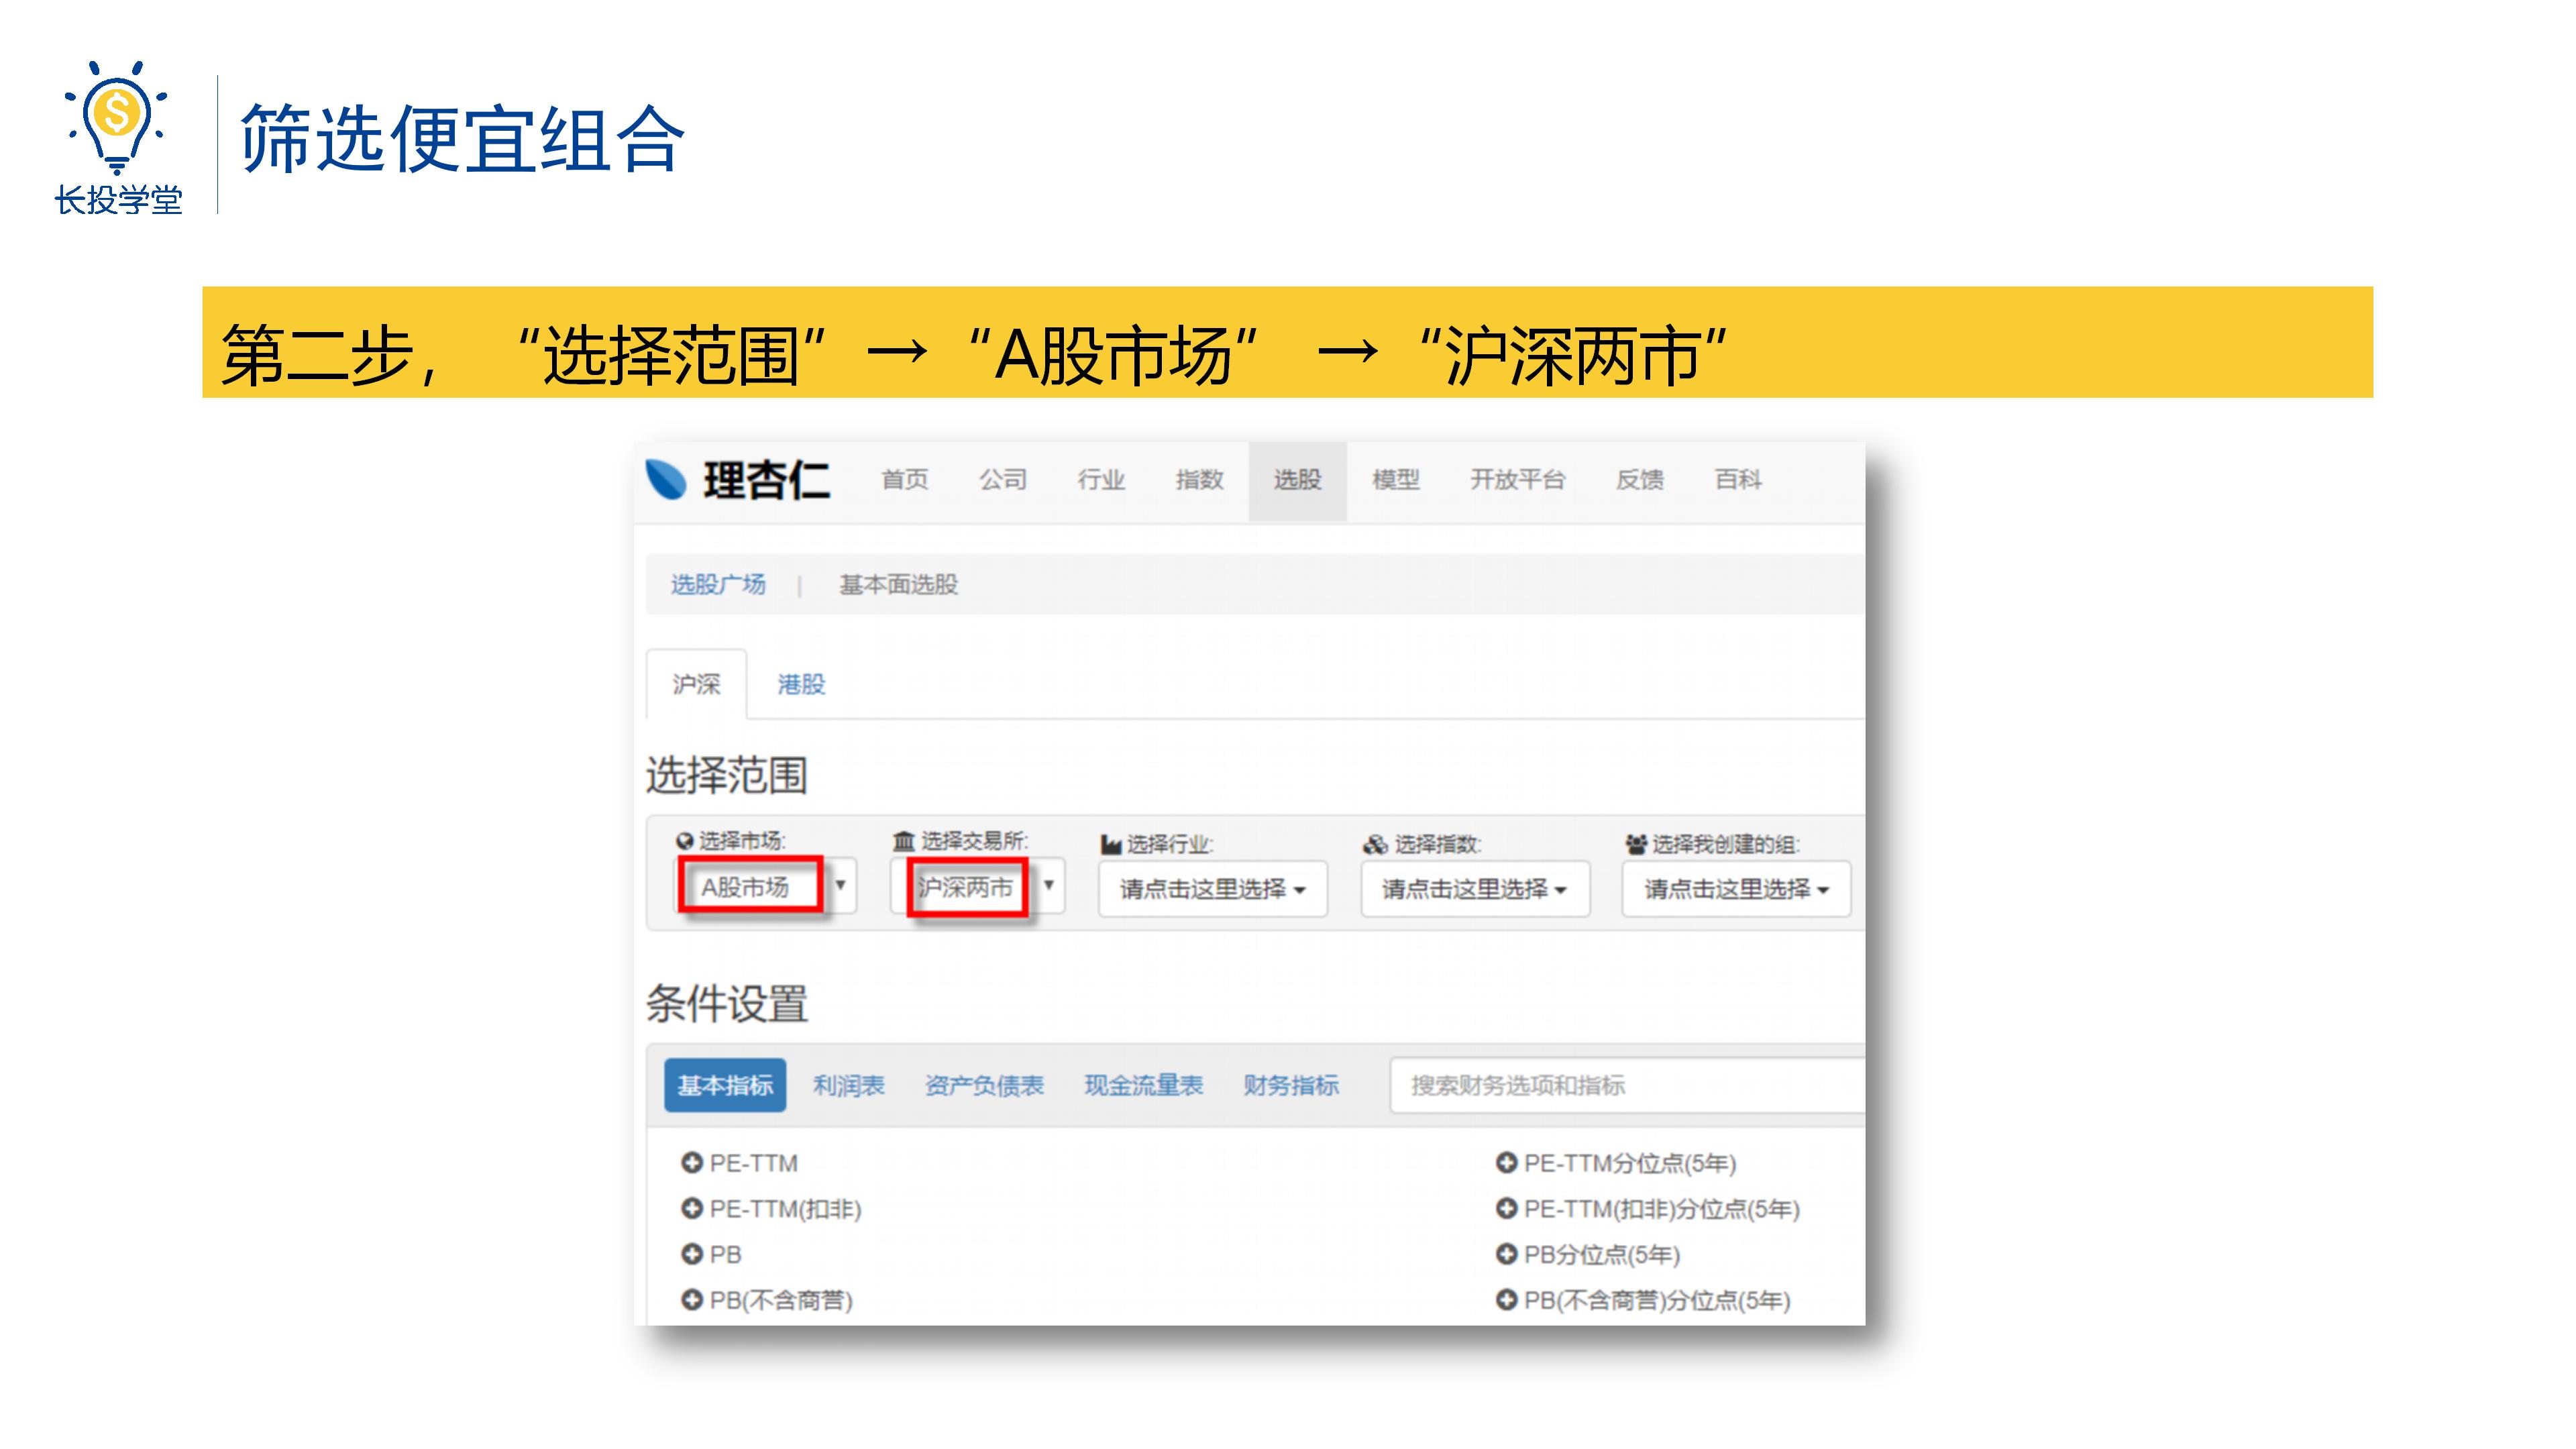 长投学堂
筛选便宜组合
第二步，“选择范围”→“A股市场” →“沪深两市”
理杏仁 首页 公司 行业 指数 选股 模型 开放平台 反馈 百科
选股广场 | 基本面选股
沪深 港股
选择范围
选择市场: 选择交易所: 选择行业: 选择指数: 选择我创建的组:
A股市场 沪深两市 请点击这里选择 请点击这里选择 请点击这里选择
条件设置
基本指标 利润表 资产负债表 现金流量表 财务指标 搜索财务选项和指标
PE-TTM PE-TTM分位点(5年)
PE-TTM(扣非) PE-TTM(扣非)分位点(5年)
PB PB分位点(5年)
PB(不含商誉) PB(不含商誉)分位点(5年)